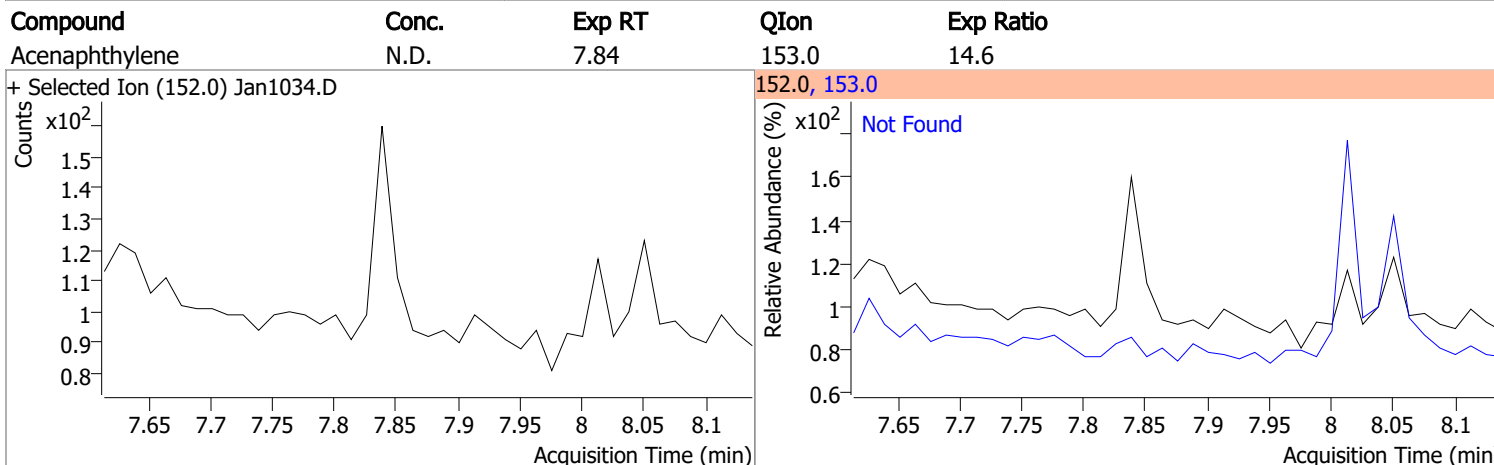 Compound Conc. Exp RT QIon Exp Ratio
Acenaphthylene N.D. 7.84 153.0 14.6
+ Selected Ion (152.0) Jan1034.D
Counts
x10²
1.5
1.4
1.3
1.2
1.1
1
0.9
0.8
7.65 7.7 7.75 7.8 7.85 7.9 7.95 8 8.05 8.1
Acquisition Time (min)
152.0, 153.0
Relative Abundance (%)
x10²
Not Found
1.6
1.4
1.2
1
0.8
0.6
7.65 7.7 7.75 7.8 7.85 7.9 7.95 8 8.05 8.1
Acquisition Time (min